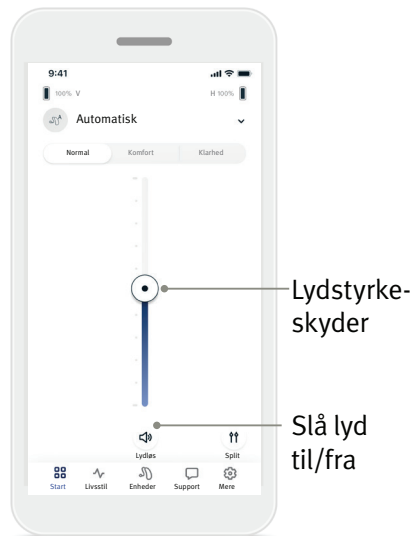 9:41
100% V
H 100%
Automatisk
Normal Komfort Klarhed
Lydstyrke-
skyder
Slå lyd
til/fra
Lydløs Split
Start Livsstil Enheder Support Mere